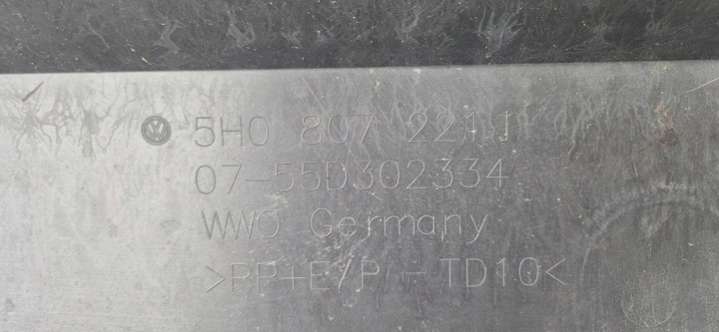 5H0 807 221 J
07-55D302334
WWO Germany
>PP+E/P - TD10<